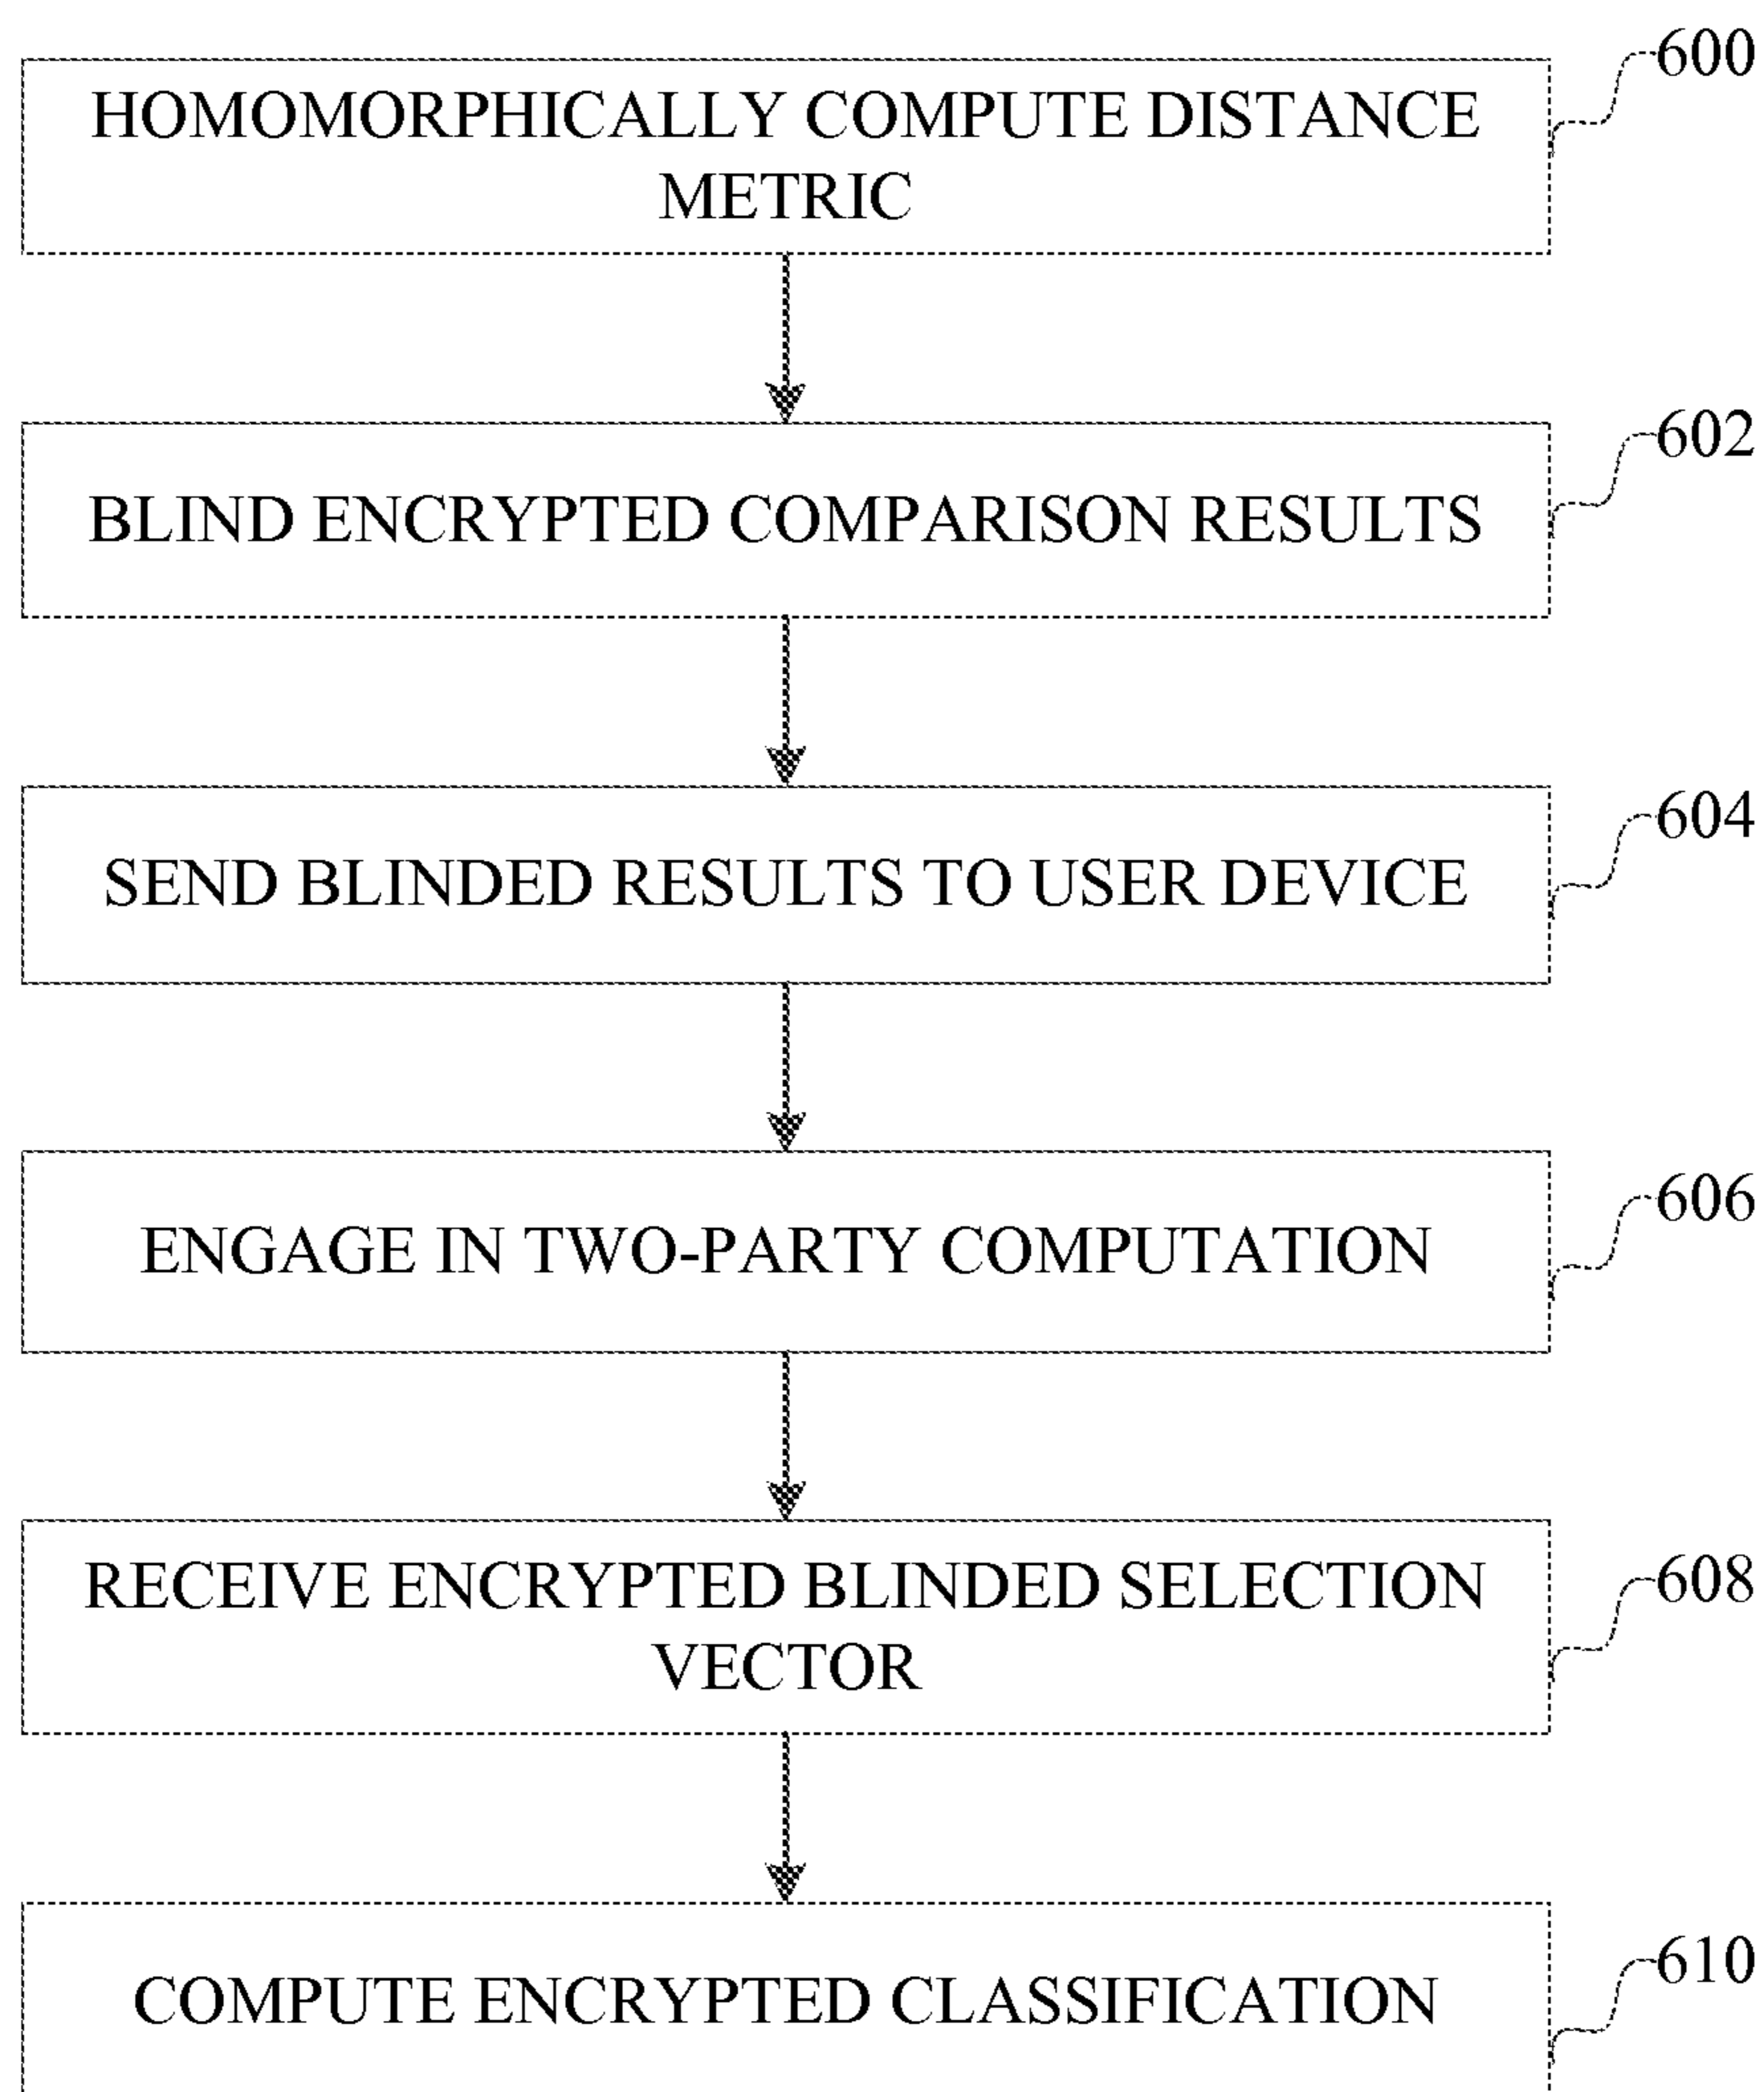 600
HOMOMORPHICALLY COMPUTE DISTANCE
METRIC
602
BLIND ENCRYPTED COMPARISON RESULTS
604
SEND BLINDED RESULTS TO USER DEVICE
606
ENGAGE IN TWO-PARTY COMPUTATION
608
RECEIVE ENCRYPTED BLINDED SELECTION
VECTOR
610
COMPUTE ENCRYPTED CLASSIFICATION